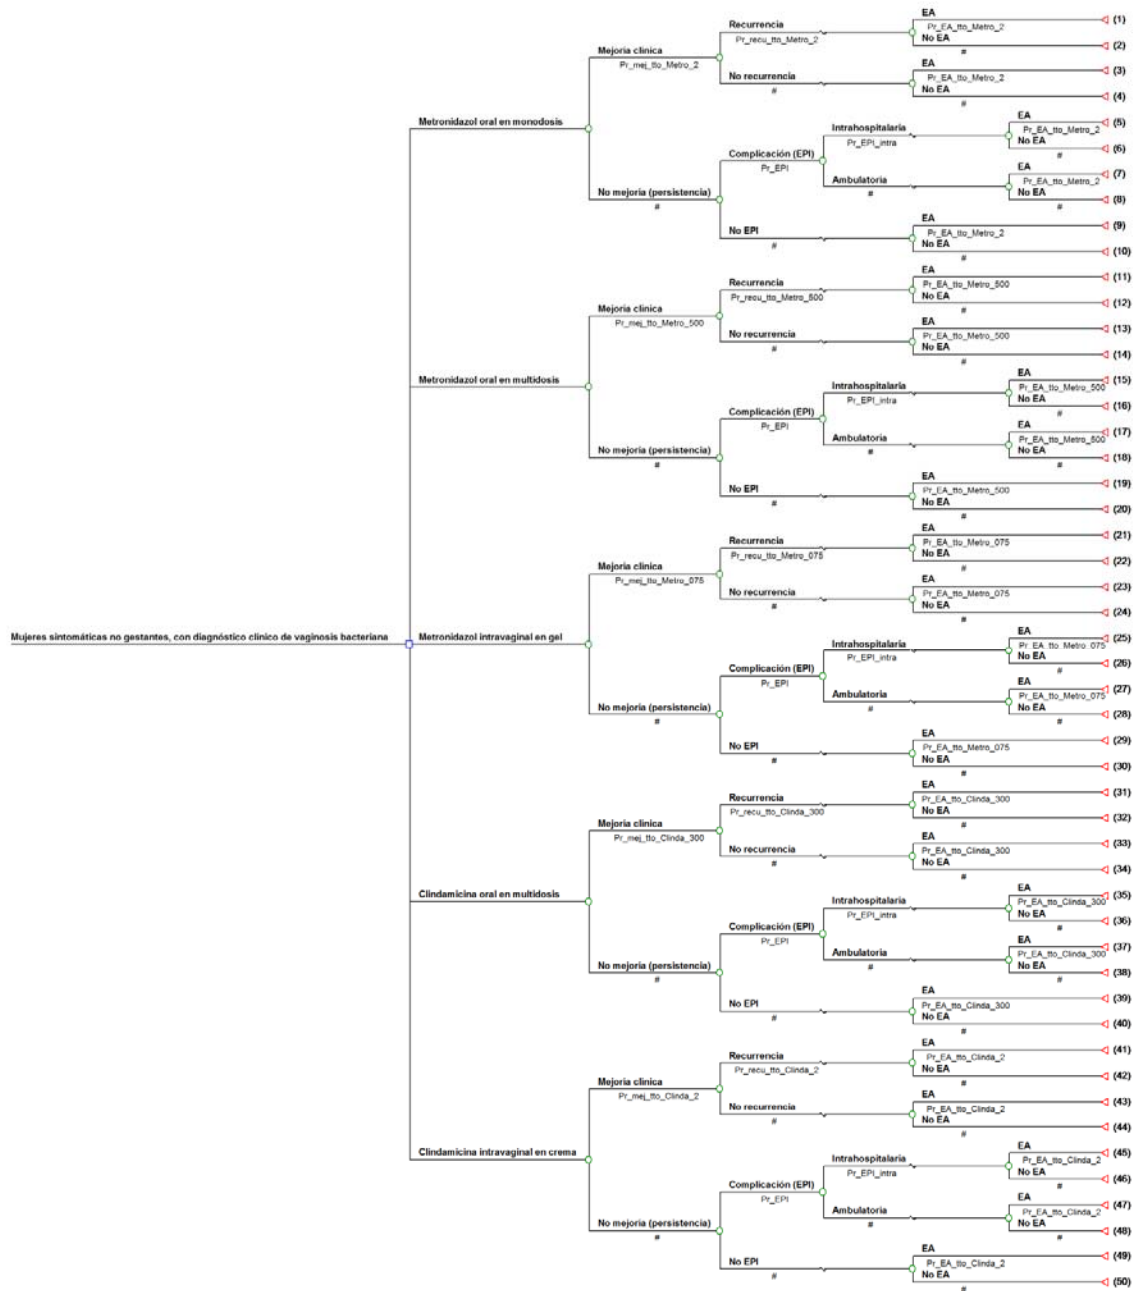 Mujeres sintomáticas no gestantes, con diagnóstico clínico de vaginosis bacteriana
Metronidazol oral en monodosis
Mejoría clínica
Pr_mej_tto_Metro_2
Recurrencia
Pr_recu_tto_Metro_2
EA
Pr_EA_tto_Metro_2
(1)
No EA
#
(2)
No recurrencia
#
EA
Pr_EA_tto_Metro_2
(3)
No EA
#
(4)
No mejoría (persistencia)
#
Complicación (EPI)
Pr_EPI
Intrahospitalaria
Pr_EPI_intra
EA
Pr_EA_tto_Metro_2
(5)
No EA
#
(6)
Ambulatoria
#
EA
Pr_EA_tto_Metro_2
(7)
No EA
#
(8)
No EPI
#
EA
Pr_EA_tto_Metro_2
(9)
No EA
#
(10)
Metronidazol oral en multidosis
Mejoría clínica
Pr_mej_tto_Metro_500
Recurrencia
Pr_recu_tto_Metro_500
EA
Pr_EA_tto_Metro_500
(11)
No EA
#
(12)
No recurrencia
#
EA
Pr_EA_tto_Metro_500
(13)
No EA
#
(14)
No mejoría (persistencia)
#
Complicación (EPI)
Pr_EPI
Intrahospitalaria
Pr_EPI_intra
EA
Pr_EA_tto_Metro_500
(15)
No EA
#
(16)
Ambulatoria
#
EA
Pr_EA_tto_Metro_500
(17)
No EA
#
(18)
No EPI
#
EA
Pr_EA_tto_Metro_500
(19)
No EA
#
(20)
Metronidazol intravaginal en gel
Mejoría clínica
Pr_mej_tto_Metro_075
Recurrencia
Pr_recu_tto_Metro_075
EA
Pr_EA_tto_Metro_075
(21)
No EA
#
(22)
No recurrencia
#
EA
Pr_EA_tto_Metro_075
(23)
No EA
#
(24)
No mejoría (persistencia)
#
Complicación (EPI)
Pr_EPI
Intrahospitalaria
Pr_EPI_intra
EA
Pr_EA_tto_Metro_075
(25)
No EA
#
(26)
Ambulatoria
#
EA
Pr_EA_tto_Metro_075
(27)
No EA
#
(28)
No EPI
#
EA
Pr_EA_tto_Metro_075
(29)
No EA
#
(30)
Clindamicina oral en multidosis
Mejoría clínica
Pr_mej_tto_Clinda_300
Recurrencia
Pr_recu_tto_Clinda_300
EA
Pr_EA_tto_Clinda_300
(31)
No EA
#
(32)
No recurrencia
#
EA
Pr_EA_tto_Clinda_300
(33)
No EA
#
(34)
No mejoría (persistencia)
#
Complicación (EPI)
Pr_EPI
Intrahospitalaria
Pr_EPI_intra
EA
Pr_EA_tto_Clinda_300
(35)
No EA
#
(36)
Ambulatoria
#
EA
Pr_EA_tto_Clinda_300
(37)
No EA
#
(38)
No EPI
#
EA
Pr_EA_tto_Clinda_300
(39)
No EA
#
(40)
Clindamicina intravaginal en crema
Mejoría clínica
Pr_mej_tto_Clinda_2
Recurrencia
Pr_recu_tto_Clinda_2
EA
Pr_EA_tto_Clinda_2
(41)
No EA
#
(42)
No recurrencia
#
EA
Pr_EA_tto_Clinda_2
(43)
No EA
#
(44)
No mejoría (persistencia)
#
Complicación (EPI)
Pr_EPI
Intrahospitalaria
Pr_EPI_intra
EA
Pr_EA_tto_Clinda_2
(45)
No EA
#
(46)
Ambulatoria
#
EA
Pr_EA_tto_Clinda_2
(47)
No EA
#
(48)
No EPI
#
EA
Pr_EA_tto_Clinda_2
(49)
No EA
#
(50)